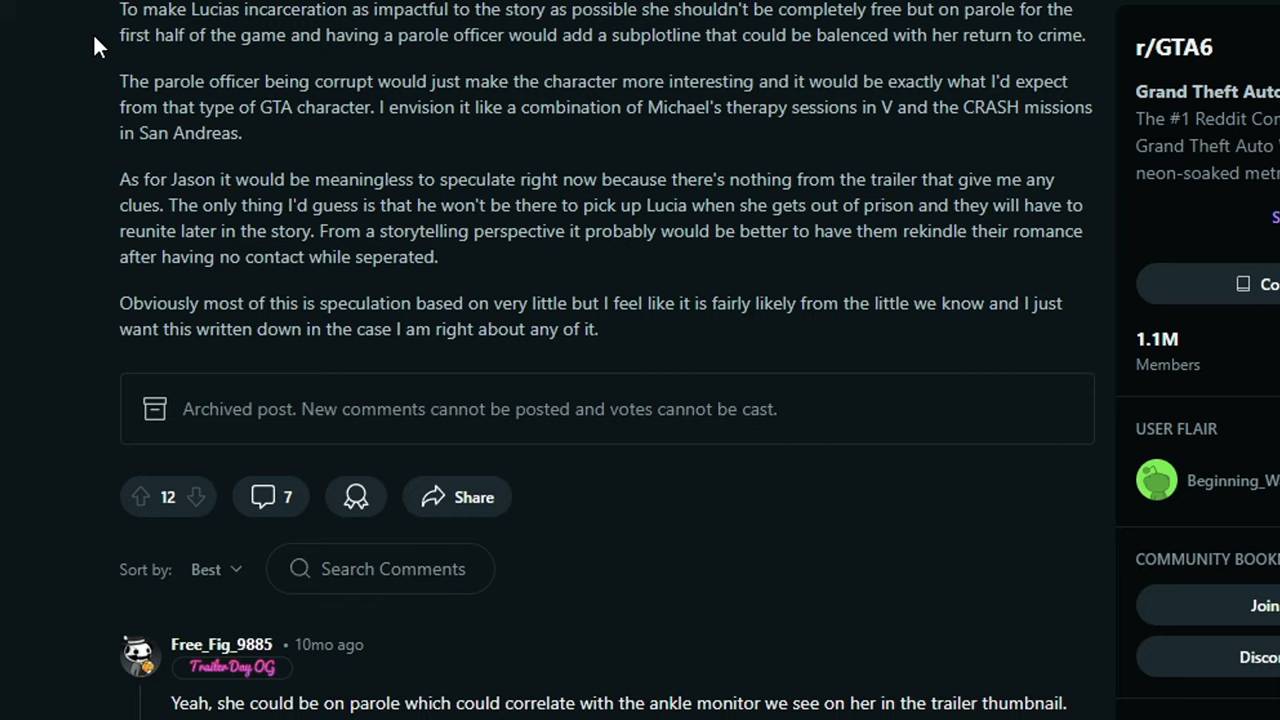 To make Lucias incarceration as impactful to the story as possible she shouldn't be completely free but on parole for the
first half of the game and having a parole officer would add a subplotline that could be balenced with her return to crime.
The parole officer being corrupt would just make the character more interesting and it would be exactly what I'd expect
from that type of GTA character. I envision it like a combination of Michael's therapy sessions in V and the CRASH missions
in San Andreas.
As for Jason it would be meaningless to speculate right now because there's nothing from the trailer that give me any
clues. The only thing I'd guess is that he won't be there to pick up Lucia when she gets out of prison and they will have to
reunite later in the story. From a storytelling perspective it probably would be better to have them rekindle their romance
after having no contact while seperated.
Obviously most of this is speculation based on very little but I feel like it is fairly likely from the little we know and I just
want this written down in the case I am right about any of it.
Archived post. New comments cannot be posted and votes cannot be cast.
12
7
Share
Sort by: Best
Search Comments
Free_Fig_9885 • 10mo ago
Trailer Day OG
Yeah, she could be on parole which could correlate with the ankle monitor we see on her in the trailer thumbnail.
r/GTA6
Grand Theft Auto
The #1 Reddit Com
Grand Theft Auto
neon-soaked metr
S
Co
1.1M
Members
USER FLAIR
Beginning_W
COMMUNITY BOOKM
Join
Discor